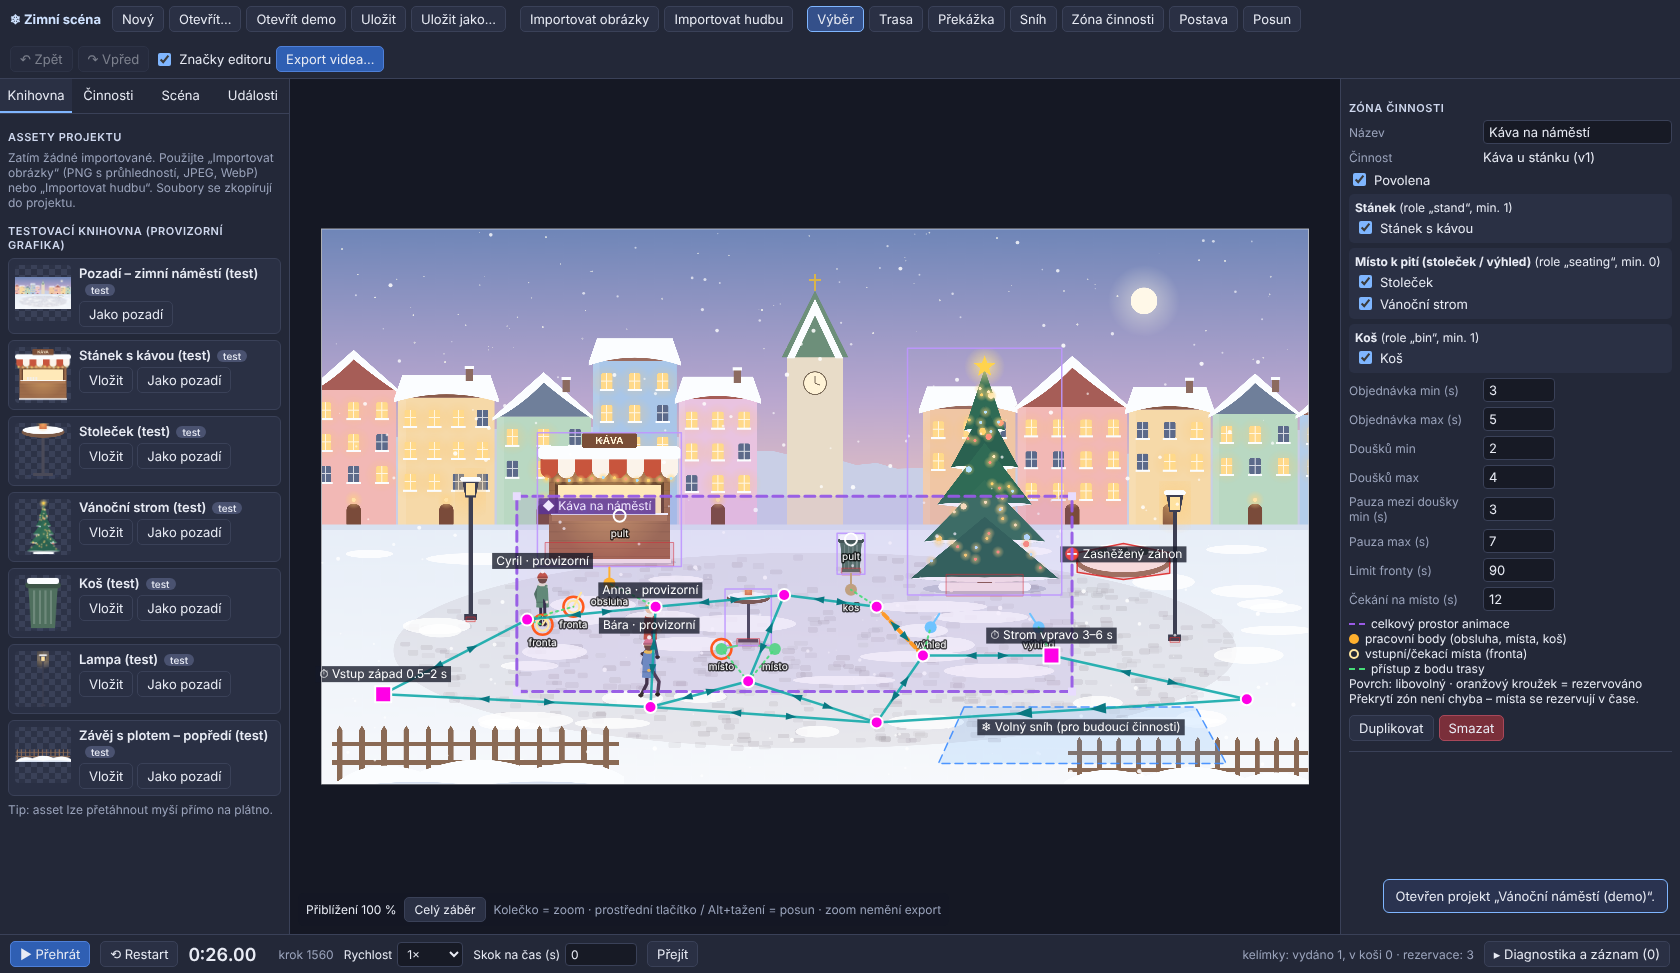 ❄ Zimní scéna Nový Otevřít... Otevřít demo Uložit Uložit jako... Importovat obrázky Importovat hudbu Výběr Trasa Překážka Sníh Zóna činnosti Postava Posun
↶ Zpět ↷ Vpřed Značky editoru Export videa...
Knihovna Činnosti Scéna Události
ASSETY PROJEKTU
Zatím žádné importované. Použijte „Importovat
obrázky“ (PNG s průhledností, JPEG, WebP)
nebo „Importovat hudbu“. Soubory se zkopírují
do projektu.
TESTOVACÍ KNIHOVNA (PROVIZORNÍ
GRAFIKA)
Pozadí – zimní náměstí (test)
test
Jako pozadí
Stánek s kávou (test) test
Vložit Jako pozadí
Stoleček (test) test
Vložit Jako pozadí
Vánoční strom (test) test
Vložit Jako pozadí
Koš (test) test
Vložit Jako pozadí
Lampa (test) test
Vložit Jako pozadí
Závěj s plotem – popředí (test)
test
Vložit Jako pozadí
Tip: asset lze přetáhnout myší přímo na plátno.
KÁVA
◆ Káva na náměstí
pult
pult
Cyril · provizorní
Zasněžený záhon
Anna · provizorní
obsluha
koš
fronta
Bára · provizorní
fronta
⏱ Strom vpravo 3–6 s
výhled
místo
místo
⏱ Vstup západ 0.5–2 s
❄ Volný sníh (pro budoucí činnosti)
Přiblížení 100 % Celý záběr Kolečko = zoom · prostřední tlačítko / Alt+tažení = posun · zoom nemění export
ZÓNA ČINNOSTI
Název Káva na náměstí
Činnost Káva u stánku (v1)
Povolena
Stánek (role „stand“, min. 1)
Stánek s kávou
Místo k pití (stoleček / výhled) (role „seating“, min. 0)
Stoleček
Vánoční strom
Koš (role „bin“, min. 1)
Koš
Objednávka min (s) 3
Objednávka max (s) 5
Doušků min 2
Doušků max 4
Pauza mezi doušky
min (s) 3
Pauza max (s) 7
Limit fronty (s) 90
Čekání na místo (s) 12
celkový prostor animace
pracovní body (obsluha, místa, koš)
vstupní/čekací místa (fronta)
přístup z bodu trasy
Povrch: libovolný · oranžový kroužek = rezervováno
Překrytí zón není chyba – místa se rezervují v čase.
Duplikovat Smazat
Otevřen projekt „Vánoční náměstí (demo)“.
▶ Přehrát ⟲ Restart 0:26.00 krok 1560 Rychlost 1× Skok na čas (s) 0 Přejít kelímky: vydáno 1, v koši 0 · rezervace: 3 ▸ Diagnostika a záznam (0)